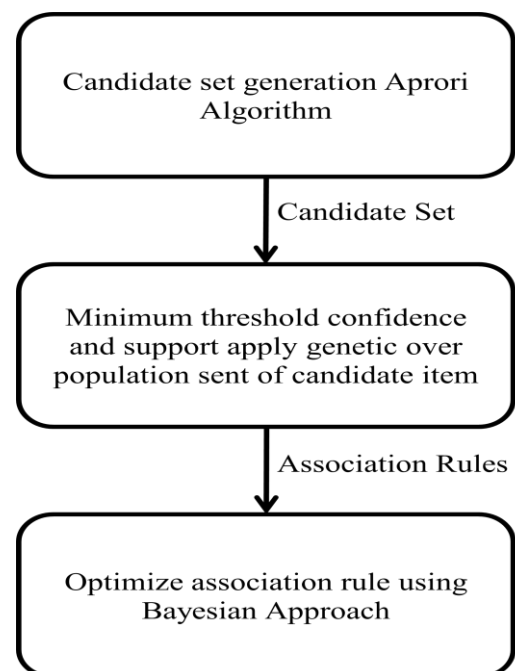 Candidate set generation Aprori
Algorithm
Candidate Set
Minimum threshold confidence
and support apply genetic over
population sent of candidate item
Association Rules
Optimize association rule using
Bayesian Approach